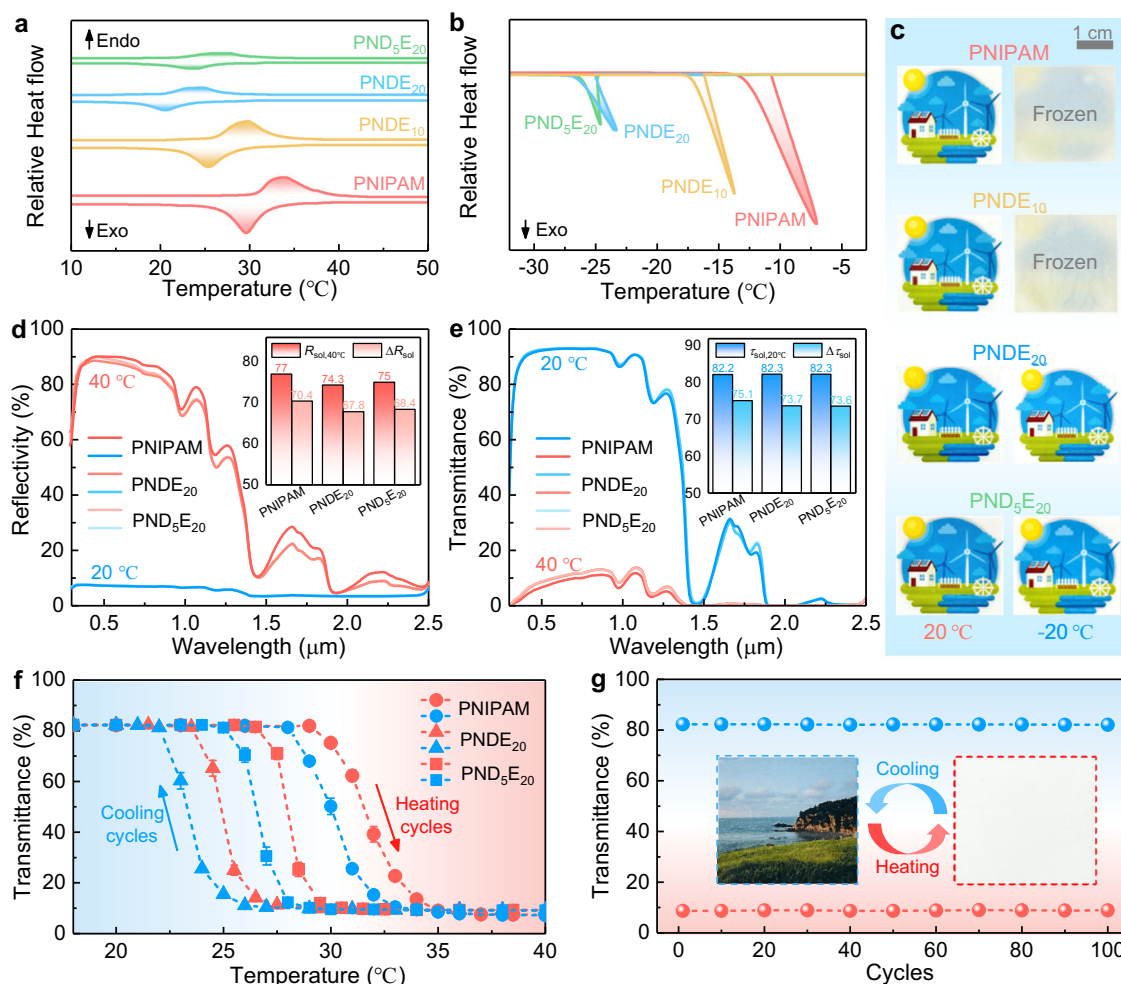 a
Endo
Relative Heat flow
PND₅E₂₀
PNDE₂₀
PNDE₁₀
PNIPAM
Exo
10 20 30 40 50
Temperature (℃)
b
Relative Heat flow
PND₅E₂₀
PNDE₂₀
PNDE₁₀
PNIPAM
Exo
-30 -25 -20 -15 -10 -5
Temperature (℃)
c
1 cm
PNIPAM
Frozen
PNDE₁₀
Frozen
PNDE₂₀
PND₅E₂₀
20 ℃ -20 ℃
d
Reflectivity (%)
100
80
60
40
20
0
40 ℃
PNIPAM
PNDE₂₀
PND₅E₂₀
20 ℃
0.5 1.0 1.5 2.0 2.5
Wavelength (μm)
R sol,40℃ ΔR sol
80
70
60
50
77 70.4 74.3 67.8 75 68.4
PNIPAM PNDE₂₀ PND₅E₂₀
e
Transmittance (%)
100
80
60
40
20
0
20 ℃
PNIPAM
PNDE₂₀
PND₅E₂₀
40 ℃
0.5 1.0 1.5 2.0 2.5
Wavelength (μm)
τ sol,20℃ Δτ sol
90
80
70
60
50
82.2 75.1 82.3 73.7 82.3 73.6
PNIPAM PNDE₂₀ PND₅E₂₀
f
Transmittance (%)
100
80
60
40
20
0
PNIPAM
PNDE₂₀
PND₅E₂₀
Cooling
cycles
Heating
cycles
20 25 30 35 40
Temperature (℃)
g
Transmittance (%)
100
80
60
40
20
0
Cooling
Heating
0 20 40 60 80 100
Cycles